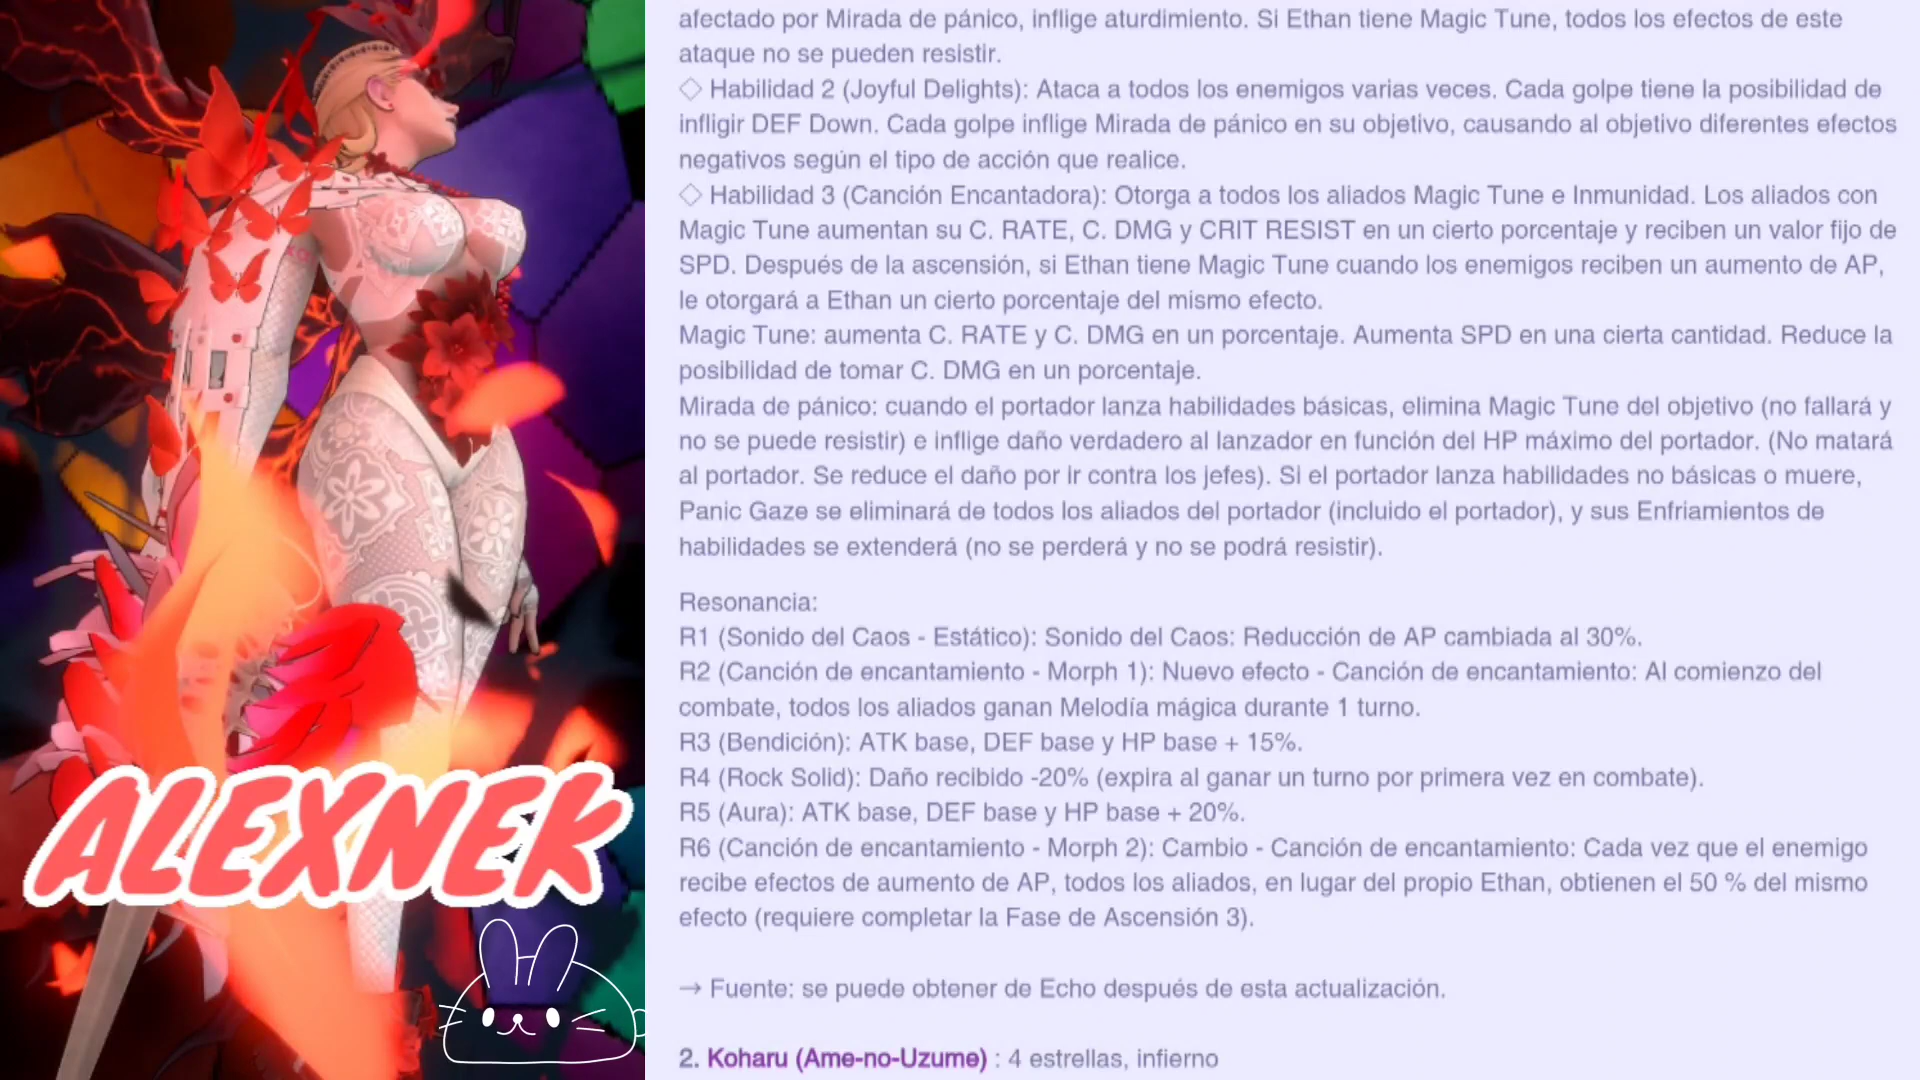 afectado por Mirada de pánico, inflige aturdimiento. Si Ethan tiene Magic Tune, todos los efectos de este
ataque no se pueden resistir.
◇ Habilidad 2 (Joyful Delights): Ataca a todos los enemigos varias veces. Cada golpe tiene la posibilidad de
infligir DEF Down. Cada golpe inflige Mirada de pánico en su objetivo, causando al objetivo diferentes efectos
negativos según el tipo de acción que realice.
◇ Habilidad 3 (Canción Encantadora): Otorga a todos los aliados Magic Tune e Inmunidad. Los aliados con
Magic Tune aumentan su C. RATE, C. DMG y CRIT RESIST en un cierto porcentaje y reciben un valor fijo de
SPD. Después de la ascensión, si Ethan tiene Magic Tune cuando los enemigos reciben un aumento de AP,
le otorgará a Ethan un cierto porcentaje del mismo efecto.
Magic Tune: aumenta C. RATE y C. DMG en un porcentaje. Aumenta SPD en una cierta cantidad. Reduce la
posibilidad de tomar C. DMG en un porcentaje.
Mirada de pánico: cuando el portador lanza habilidades básicas, elimina Magic Tune del objetivo (no fallará y
no se puede resistir) e inflige daño verdadero al lanzador en función del HP máximo del portador. (No matará
al portador. Se reduce el daño por ir contra los jefes). Si el portador lanza habilidades no básicas o muere,
Panic Gaze se eliminará de todos los aliados del portador (incluido el portador), y sus Enfriamientos de
habilidades se extenderá (no se perderá y no se podrá resistir).
Resonancia:
R1 (Sonido del Caos - Estático): Sonido del Caos: Reducción de AP cambiada al 30%.
R2 (Canción de encantamiento - Morph 1): Nuevo efecto - Canción de encantamiento: Al comienzo del
combate, todos los aliados ganan Melodía mágica durante 1 turno.
R3 (Bendición): ATK base, DEF base y HP base + 15%.
R4 (Rock Solid): Daño recibido -20% (expira al ganar un turno por primera vez en combate).
R5 (Aura): ATK base, DEF base y HP base + 20%.
R6 (Canción de encantamiento - Morph 2): Cambio - Canción de encantamiento: Cada vez que el enemigo
recibe efectos de aumento de AP, todos los aliados, en lugar del propio Ethan, obtienen el 50 % del mismo
efecto (requiere completar la Fase de Ascensión 3).
→ Fuente: se puede obtener de Echo después de esta actualización.
2. Koharu (Ame-no-Uzume) : 4 estrellas, infierno
ALEXNEK